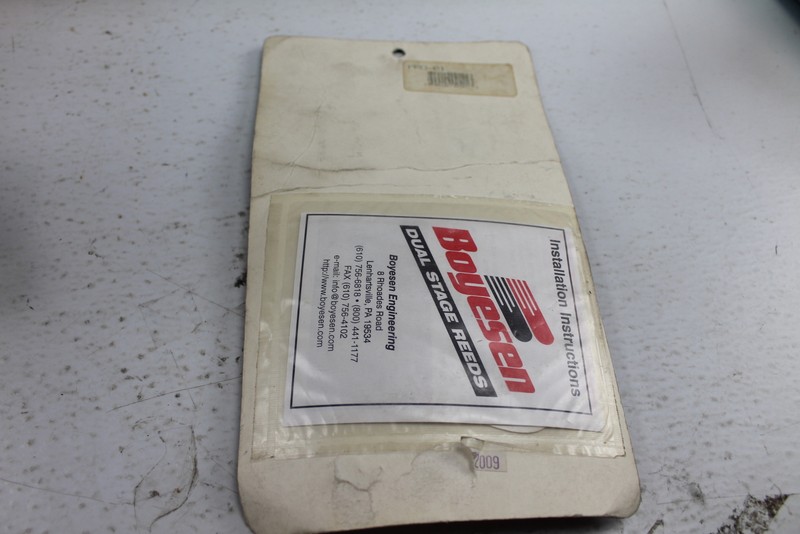 Installation Instructions
Boyesen
DUAL STAGE REEDS
Boyesen Engineering
8 Rhoades Road
Lenhartsville, PA 19534
(610) 756-6818 • (800) 441-1177
FAX (610) 756-4102
e-mail: info@boyesen.com
http://www.boyesen.com
2009